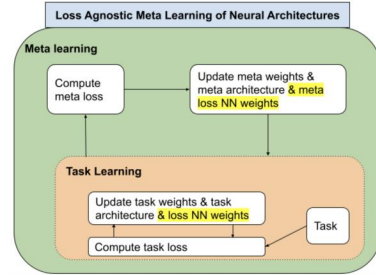 Loss Agnostic Meta Learning of Neural Architectures
Meta learning
Compute
meta loss
Update meta weights &
meta architecture & meta
loss NN weights
Task Learning
Update task weights & task
architecture & loss NN weights
Compute task loss
Task